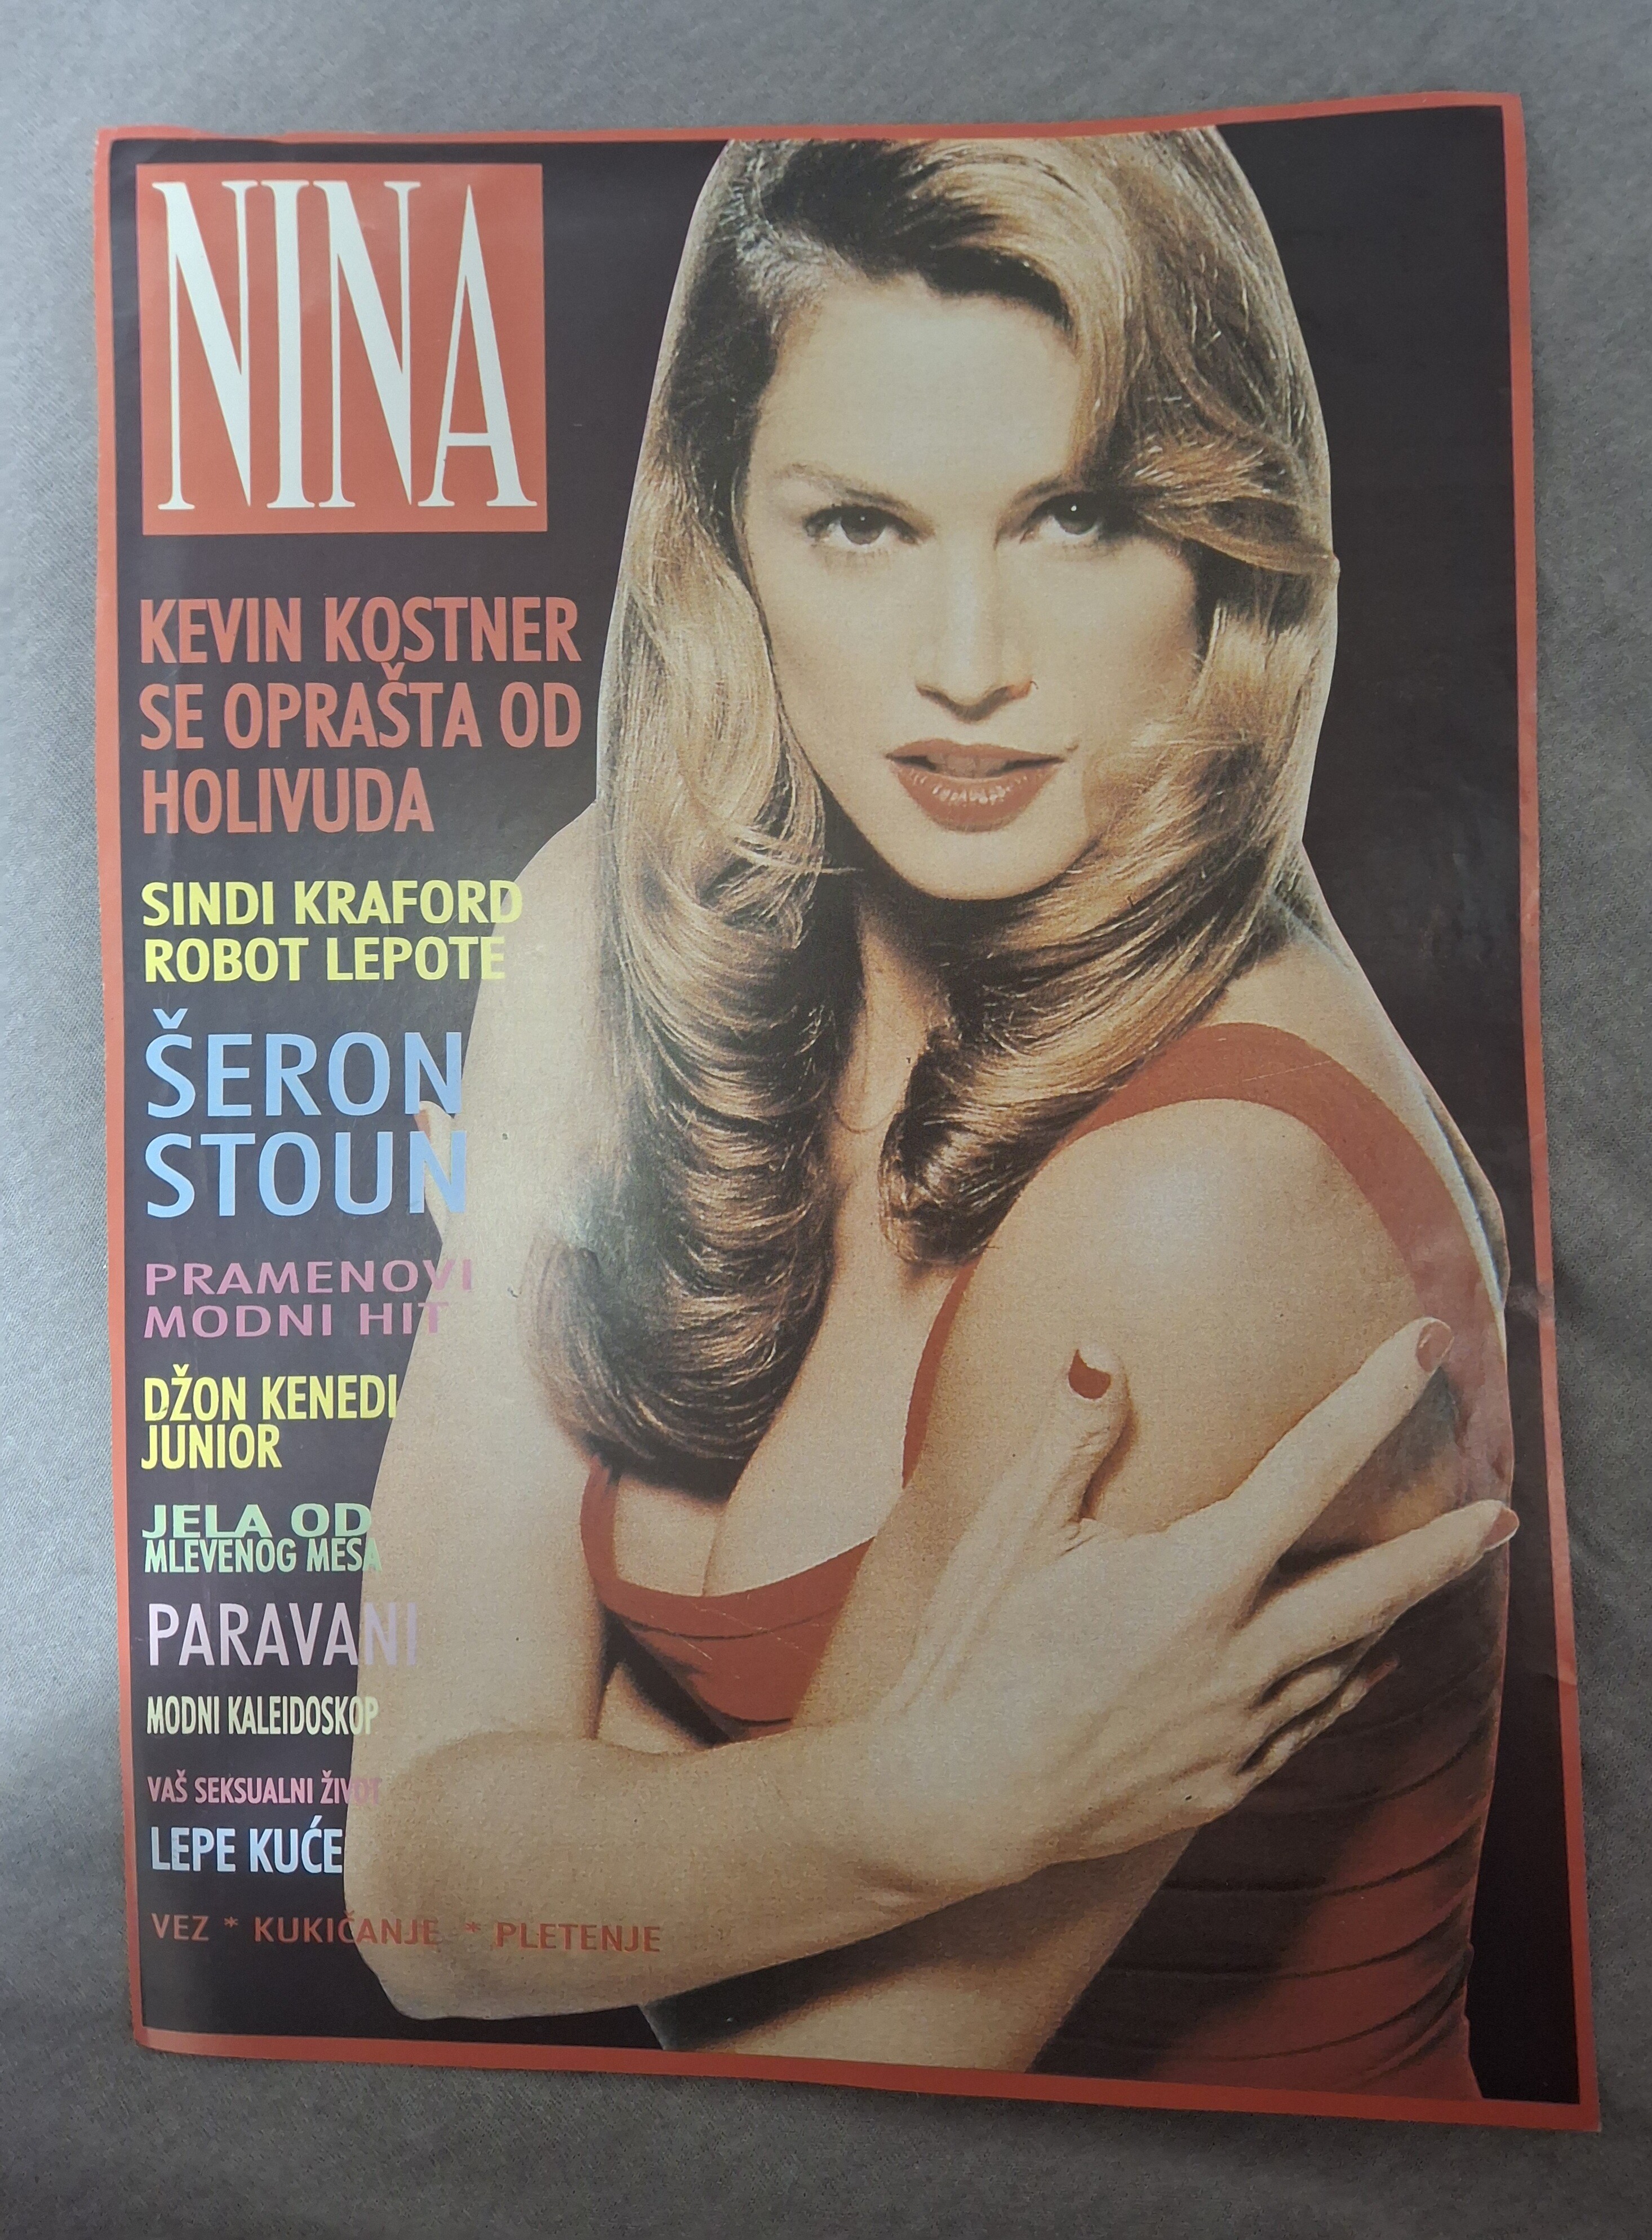 NINA
KEVIN KOSTNER
SE OPRAŠTA OD
HOLIVUDA
SINDI KRAFORD
ROBOT LEPOTE
ŠERON
STOUN
PRAMENOVI
MODNI HIT
DŽON KENEDI
JUNIOR
JELA OD
MLEVENOG MESA
PARAVANI
MODNI KALEIDOSKOP
VAŠ SEKSUALNI ŽIVOT
LEPE KUĆE
VEZ * KUKIČANJE * PLETENJE